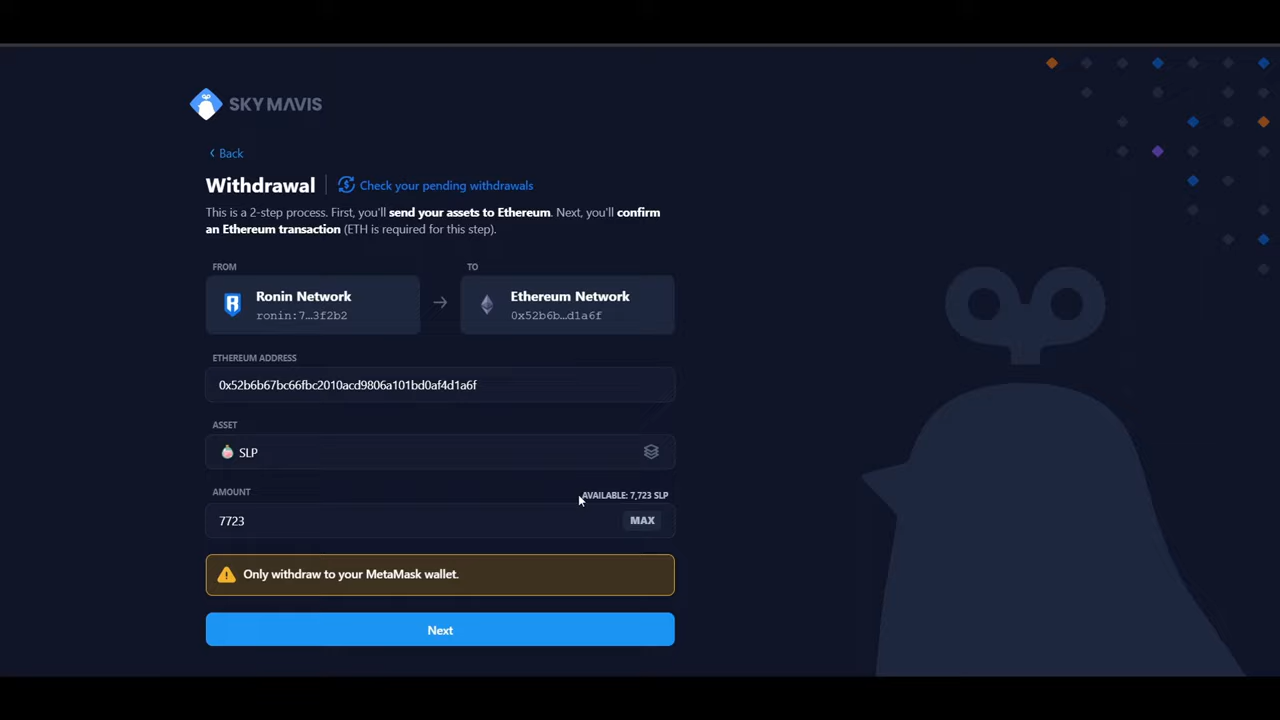 SKY MAVIS
Back
Withdrawal
Check your pending withdrawals
This is a 2-step process. First, you'll send your assets to Ethereum. Next, you'll confirm
an Ethereum transaction (ETH is required for this step).
FROM
TO
Ronin Network
ronin:7…3f2b2
Ethereum Network
0x52b6b…d1a6f
ETHEREUM ADDRESS
0x52b6b67bc66fbc2010acd9806a101bd0af4d1a6f
ASSET
SLP
AMOUNT
AVAILABLE: 7,723 SLP
7723
MAX
Only withdraw to your MetaMask wallet.
Next